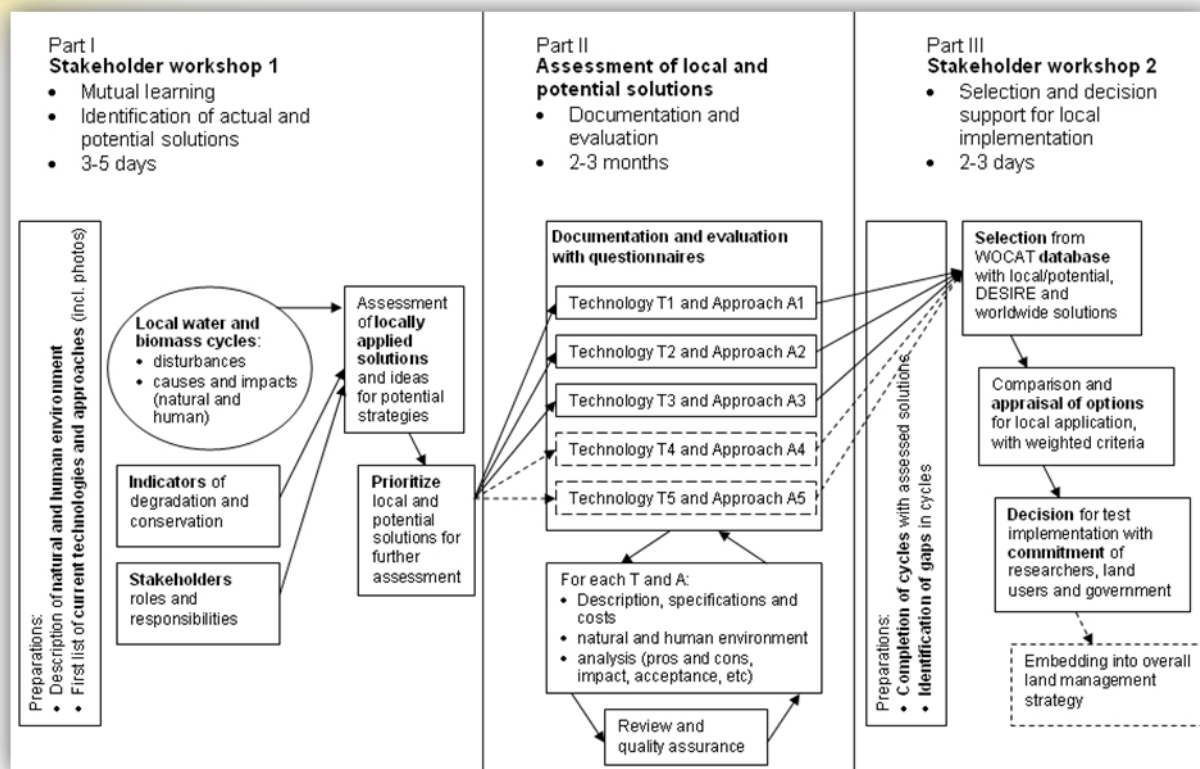 Part I
Stakeholder workshop 1
• Mutual learning
• Identification of actual and
potential solutions
• 3-5 days
Preparations:
• Description of natural and human environment
• First list of current technologies and approaches (incl. photos)
Local water and
biomass cycles:
• disturbances
• causes and impacts
(natural and
human)
Indicators of
degradation and
conservation
Stakeholders
roles and
responsibilities
Assessment
of locally
applied
solutions
and ideas
for potential
strategies
Prioritize
local and
potential
solutions for
further
assessment
Part II
Assessment of local and
potential solutions
• Documentation and
evaluation
• 2-3 months
Documentation and evaluation
with questionnaires
Technology T1 and Approach A1
Technology T2 and Approach A2
Technology T3 and Approach A3
Technology T4 and Approach A4
Technology T5 and Approach A5
For each T and A:
• Description, specifications and
costs
• natural and human environment
• analysis (pros and cons,
impact, acceptance, etc)
Review and
quality assurance
Part III
Stakeholder workshop 2
• Selection and decision
support for local
implementation
• 2-3 days
Preparations:
• Completion of cycles with assessed solutions
• Identification of gaps in cycles
Selection from
WOCAT database
with local/potential,
DESIRE and
worldwide solutions
Comparison and
appraisal of options
for local application,
with weighted criteria
Decision for test
implementation with
commitment of
researchers, land
users and government
Embedding into overall
land management
strategy